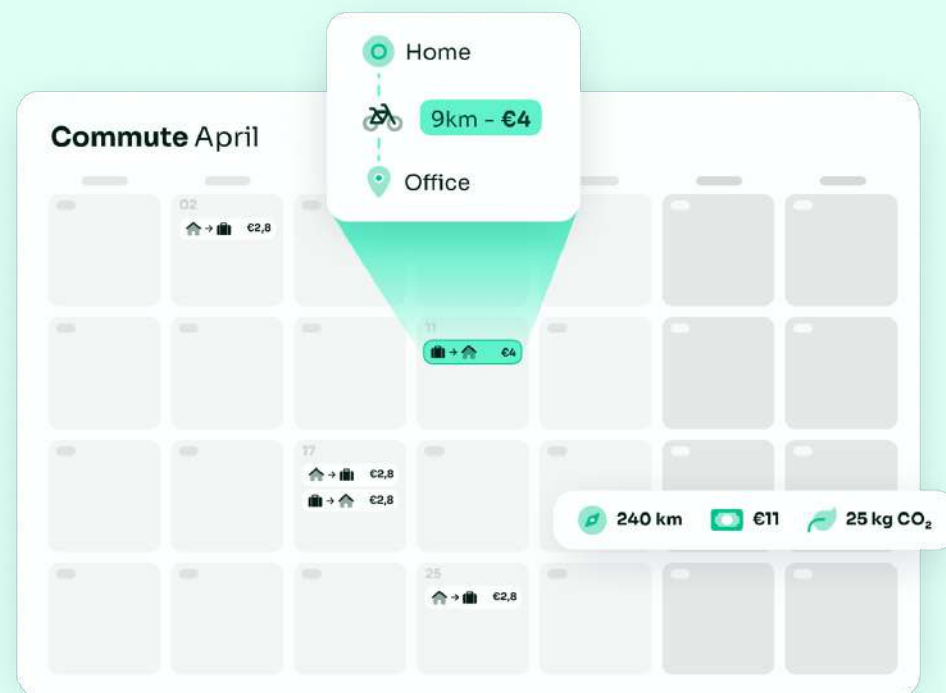 Home
9km - €4
Office
Commute April
02
€2,8
11
€4
17
€2,8
€2,8
240 km €11 25 kg CO₂
25
€2,8